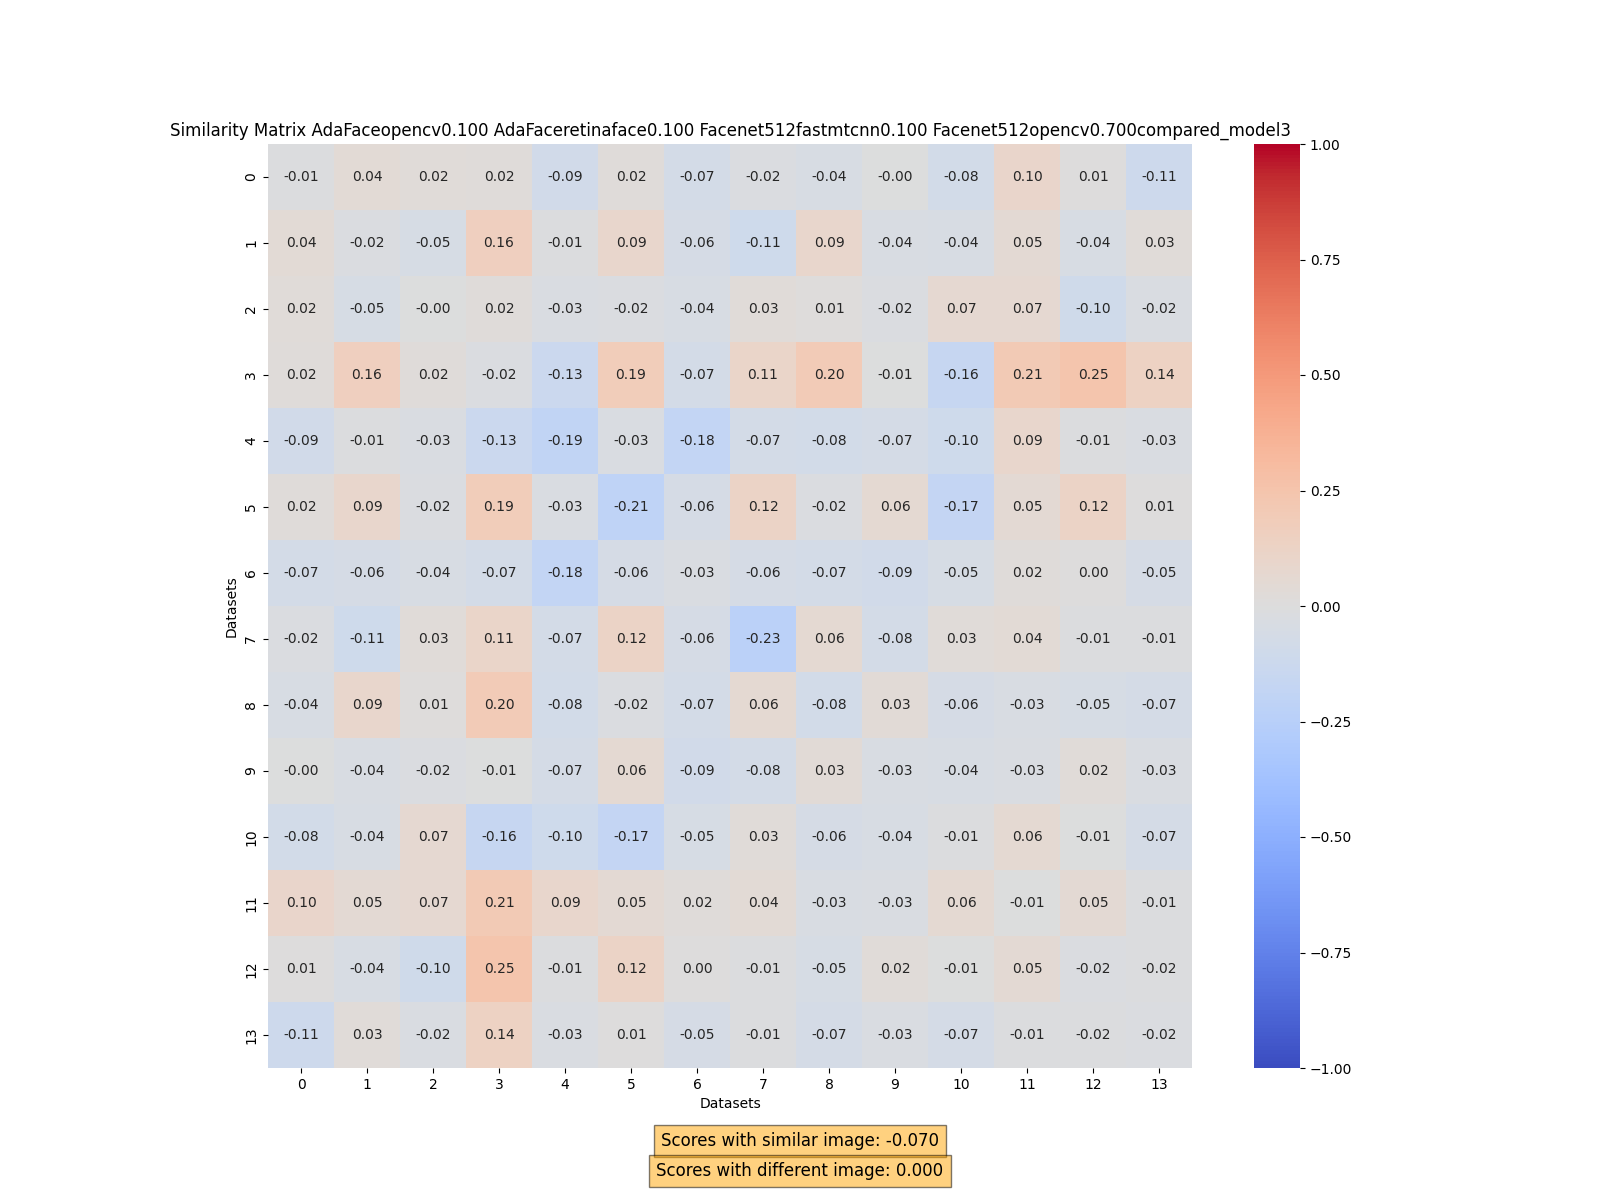 Similarity Matrix AdaFaceopencv0.100 AdaFaceretinaface0.100 Facenet512fastmtcnn0.100 Facenet512opencv0.700compared_model3
0 -0.01 0.04 0.02 0.02 -0.09 0.02 -0.07 -0.02 -0.04 -0.00 -0.08 0.10 0.01 -0.11
1 0.04 -0.02 -0.05 0.16 -0.01 0.09 -0.06 -0.11 0.09 -0.04 -0.04 0.05 -0.04 0.03
2 0.02 -0.05 -0.00 0.02 -0.03 -0.02 -0.04 0.03 0.01 -0.02 0.07 0.07 -0.10 -0.02
3 0.02 0.16 0.02 -0.02 -0.13 0.19 -0.07 0.11 0.20 -0.01 -0.16 0.21 0.25 0.14
4 -0.09 -0.01 -0.03 -0.13 -0.19 -0.03 -0.18 -0.07 -0.08 -0.07 -0.10 0.09 -0.01 -0.03
5 0.02 0.09 -0.02 0.19 -0.03 -0.21 -0.06 0.12 -0.02 0.06 -0.17 0.05 0.12 0.01
6 -0.07 -0.06 -0.04 -0.07 -0.18 -0.06 -0.03 -0.06 -0.07 -0.09 -0.05 0.02 0.00 -0.05
7 -0.02 -0.11 0.03 0.11 -0.07 0.12 -0.06 -0.23 0.06 -0.08 0.03 0.04 -0.01 -0.01
8 -0.04 0.09 0.01 0.20 -0.08 -0.02 -0.07 0.06 -0.08 0.03 -0.06 -0.03 -0.05 -0.07
9 -0.00 -0.04 -0.02 -0.01 -0.07 0.06 -0.09 -0.08 0.03 -0.03 -0.04 -0.03 0.02 -0.03
10 -0.08 -0.04 0.07 -0.16 -0.10 -0.17 -0.05 0.03 -0.06 -0.04 -0.01 0.06 -0.01 -0.07
11 0.10 0.05 0.07 0.21 0.09 0.05 0.02 0.04 -0.03 -0.03 0.06 -0.01 0.05 -0.01
12 0.01 -0.04 -0.10 0.25 -0.01 0.12 0.00 -0.01 -0.05 0.02 -0.01 0.05 -0.02 -0.02
13 -0.11 0.03 -0.02 0.14 -0.03 0.01 -0.05 -0.01 -0.07 -0.03 -0.07 -0.01 -0.02 -0.02
0 1 2 3 4 5 6 7 8 9 10 11 12 13
Datasets
Datasets
1.00
0.75
0.50
0.25
0.00
−0.25
−0.50
−0.75
−1.00
Scores with similar image: -0.070
Scores with different image: 0.000